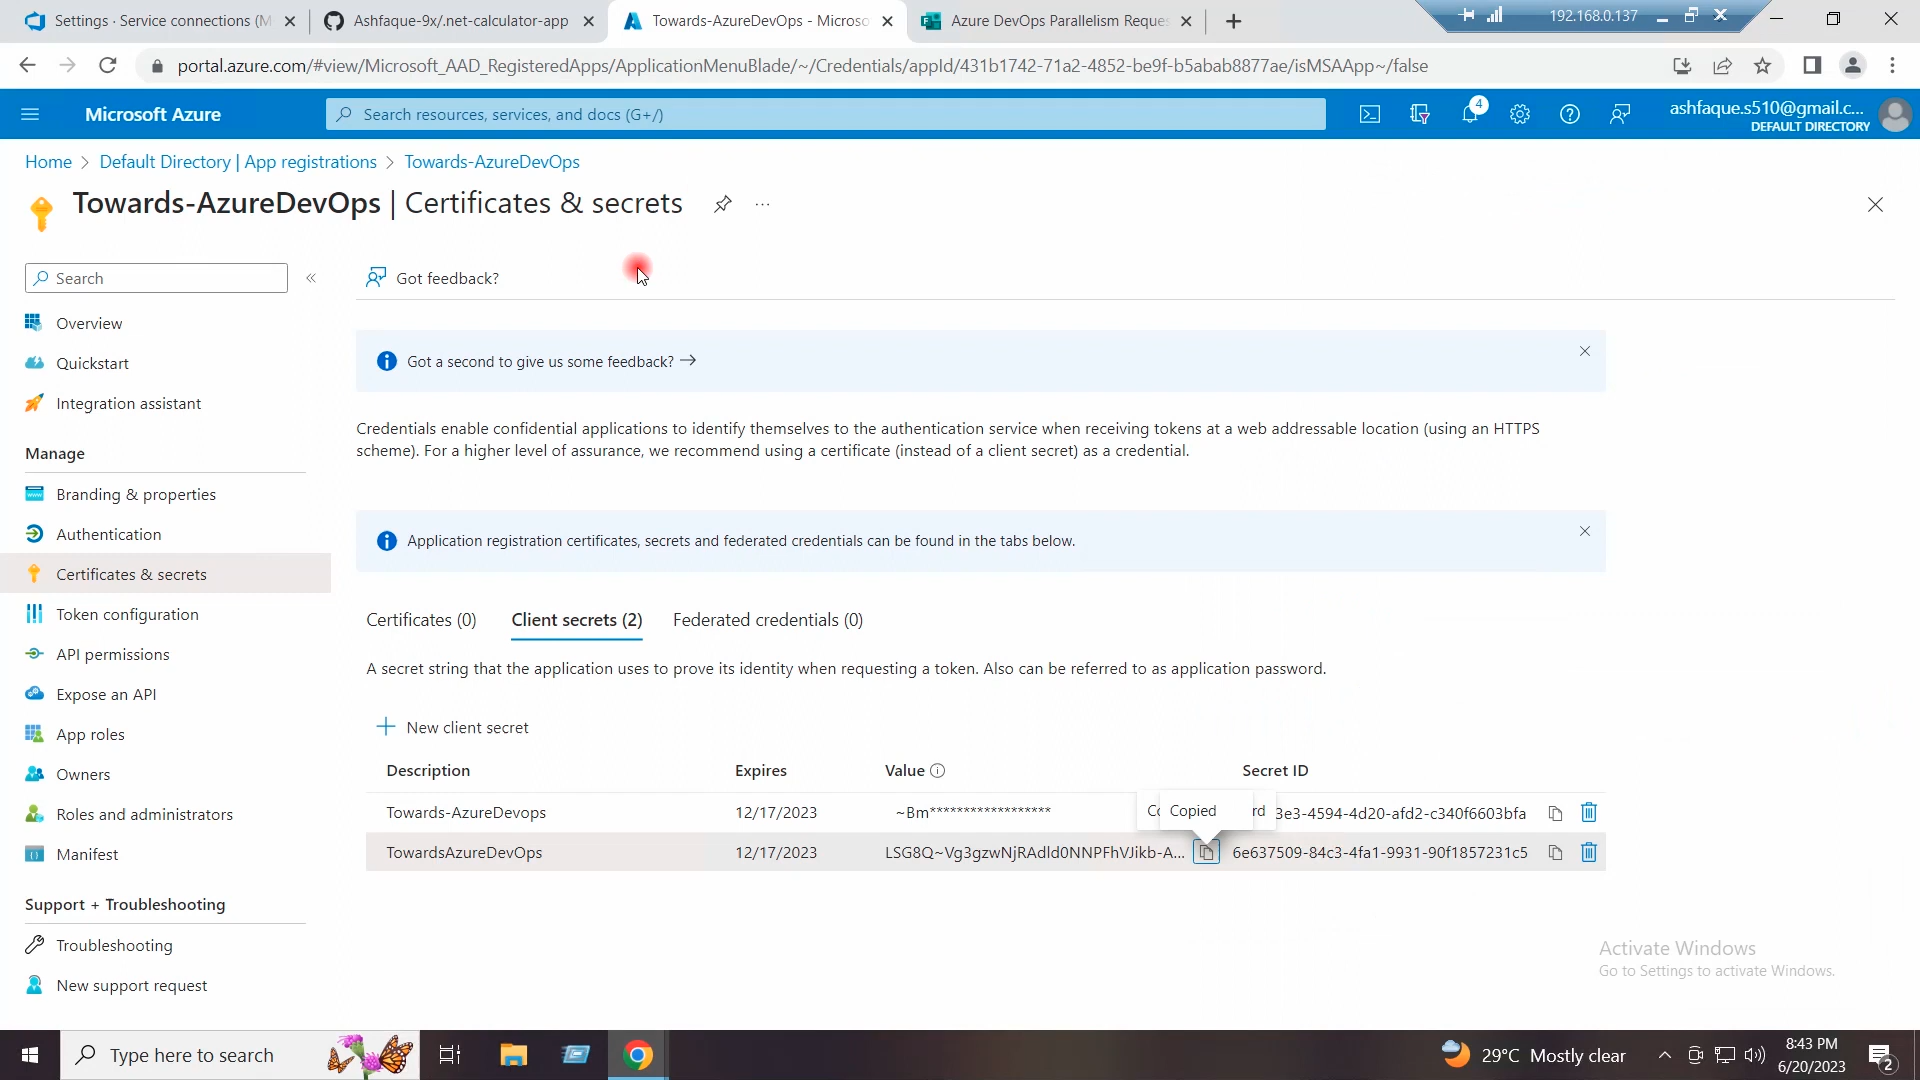 Settings · Service connections (M
Ashfaque-9x/.net-calculator-app
Towards-AzureDevOps - Microso
Azure DevOps Parallelism Reques
192.168.0.137
portal.azure.com/#view/Microsoft_AAD_RegisteredApps/ApplicationMenuBlade/~/Credentials/appId/431b1742-71a2-4852-be9f-b5abab8877ae/isMSAApp~/false
Microsoft Azure
Search resources, services, and docs (G+/)
4
ashfaque.s510@gmail.c...
DEFAULT DIRECTORY
Home > Default Directory | App registrations > Towards-AzureDevOps
Towards-AzureDevOps | Certificates & secrets
Search
Got feedback?
Overview
Quickstart
Integration assistant
Manage
Branding & properties
Authentication
Certificates & secrets
Token configuration
API permissions
Expose an API
App roles
Owners
Roles and administrators
Manifest
Support + Troubleshooting
Troubleshooting
New support request
Got a second to give us some feedback?
Credentials enable confidential applications to identify themselves to the authentication service when receiving tokens at a web addressable location (using an HTTPS
scheme). For a higher level of assurance, we recommend using a certificate (instead of a client secret) as a credential.
Application registration certificates, secrets and federated credentials can be found in the tabs below.
Certificates (0) Client secrets (2) Federated credentials (0)
A secret string that the application uses to prove its identity when requesting a token. Also can be referred to as application password.
New client secret
Description Expires Value Secret ID
Towards-AzureDevops 12/17/2023 ~Bm****************** Co Copied rd 3e3-4594-4d20-afd2-c340f6603bfa
TowardsAzureDevOps 12/17/2023 LSG8Q~Vg3gzwNjRAdld0NNPFhVJikb-A... 6e637509-84c3-4fa1-9931-90f1857231c5
Activate Windows
Go to Settings to activate Windows.
Type here to search
29°C Mostly clear
8:43 PM
6/20/2023
2